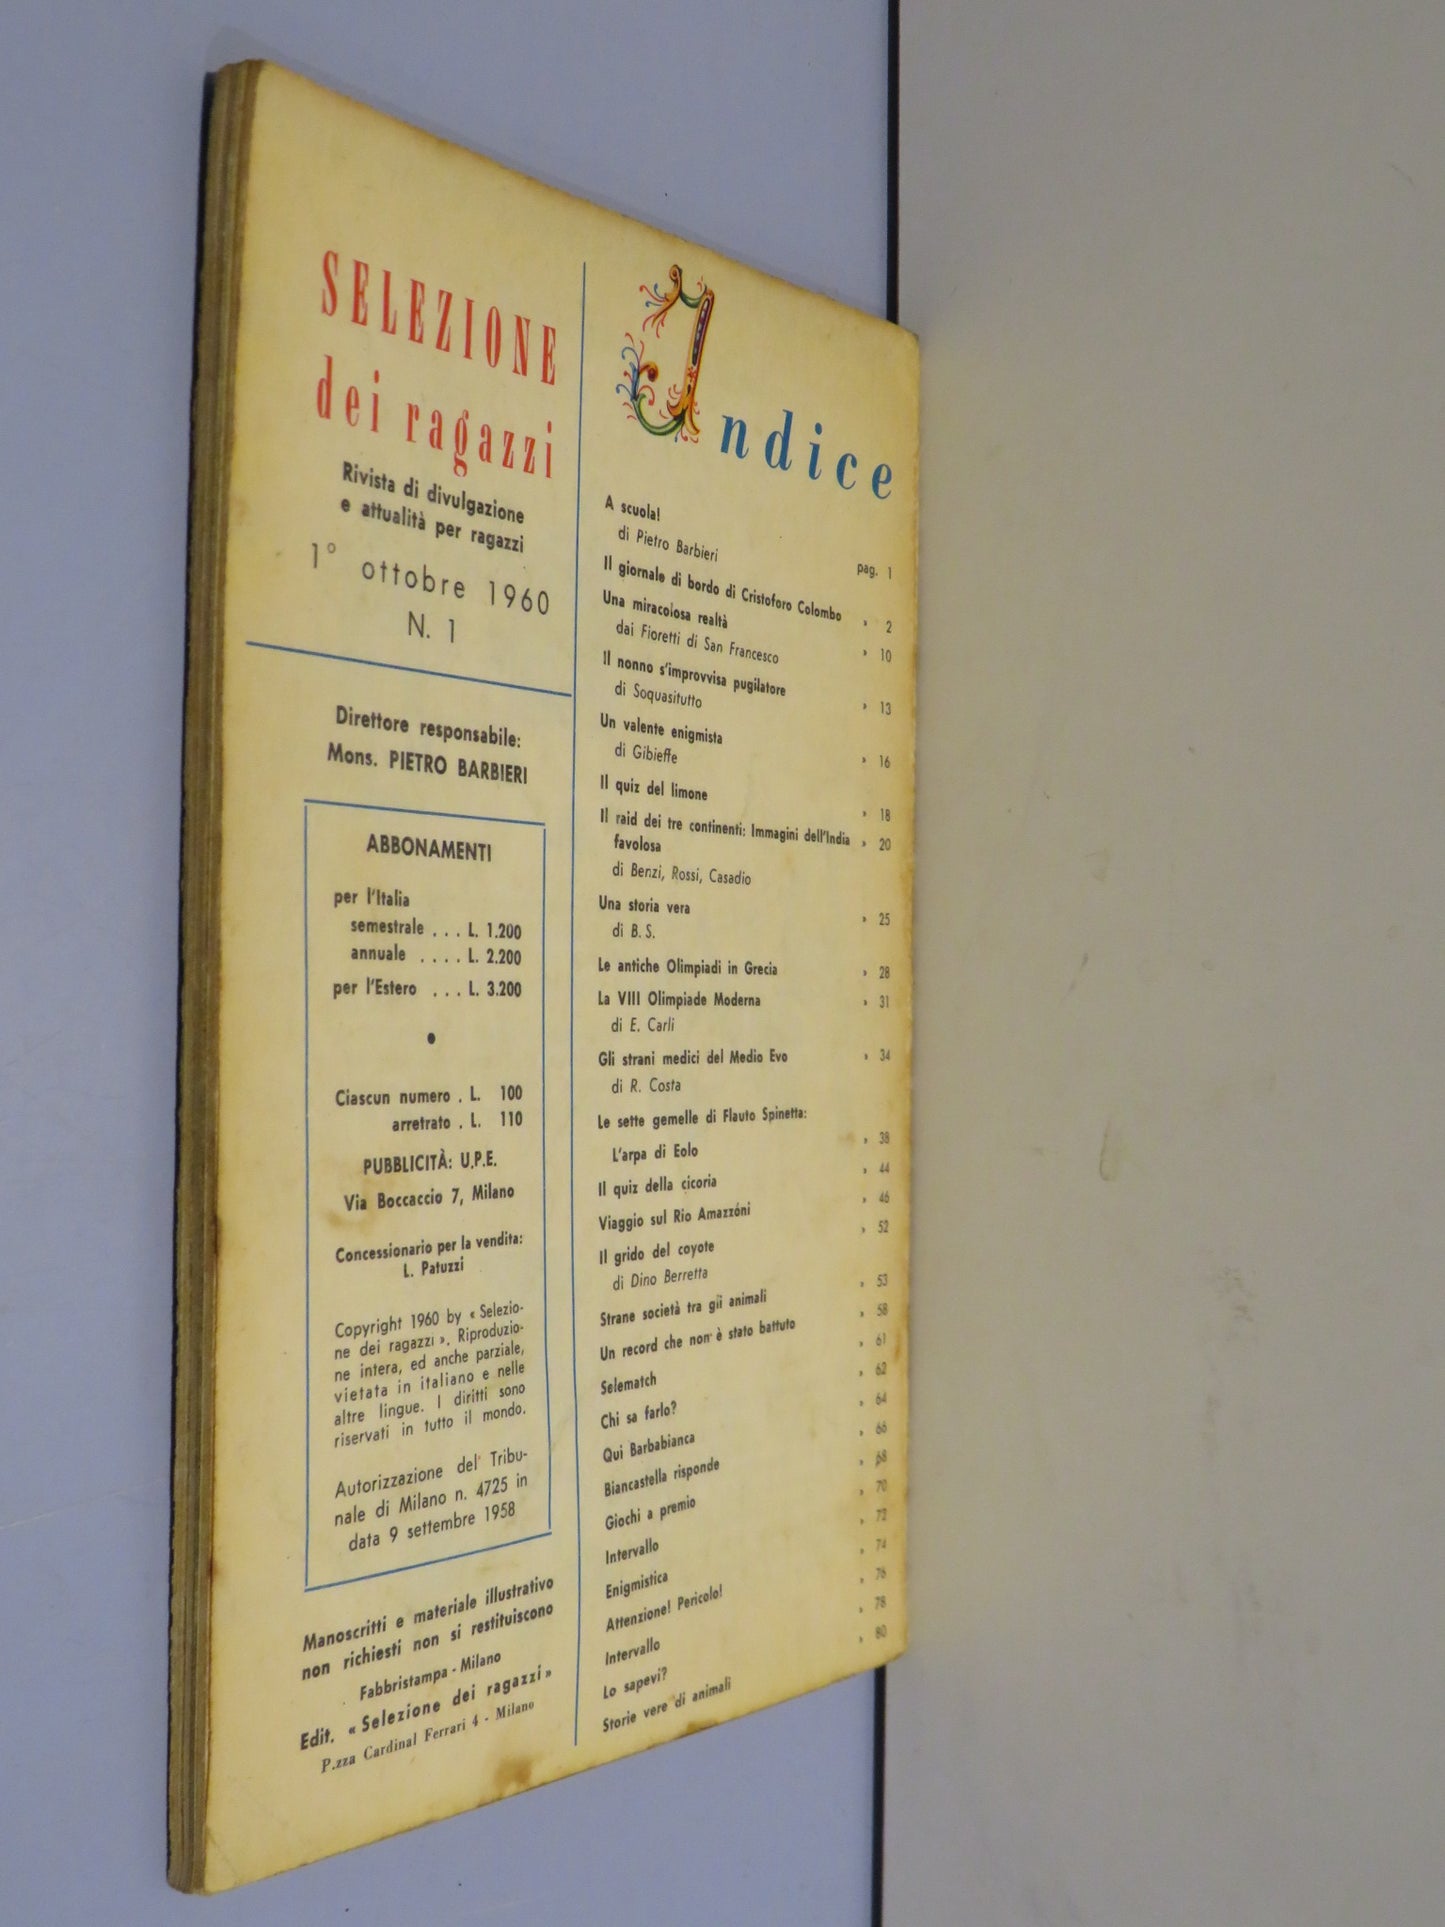 SELEZIONE
dei ragazzi
Rivista di divulgazione
e attualità per ragazzi
1° ottobre 1960
N. 1
Direttore responsabile:
Mons. PIETRO BARBIERI
ABBONAMENTI
per l'Italia
semestrale . . . L. 1.200
annuale . . . . L. 2.200
per l'Estero . . . L. 3.200
•
Ciascun numero . L. 100
arretrato . L. 110
PUBBLICITÀ: U.P.E.
Via Boccaccio 7, Milano
Concessionario per la vendita:
L. Patuzzi
Copyright 1960 by « Selezio-
ne dei ragazzi ». Riproduzio-
ne intera, ed anche parziale,
vietata in italiano e nelle
altre lingue. I diritti sono
riservati in tutto il mondo.
Autorizzazione del Tribu-
nale di Milano n. 4725 in
data 9 settembre 1958
Manoscritti e materiale illustrativo
non richiesti non si restituiscono
Fabbristampa - Milano
Edit. « Selezione dei ragazzi »
P.zza Cardinal Ferrari 4 - Milano
Indice
A scuola!
di Pietro Barbieri pag. 1
Il giornale di bordo di Cristoforo Colombo » 2
Una miracolosa realtà » 10
dai Fioretti di San Francesco
Il nonno s'improvvisa pugilatore » 13
di Soquasitutto
Un valente enigmista » 16
di Gibieffe
Il quiz del limone » 18
Il raid dei tre continenti: Immagini dell'India » 20
favolosa
di Benzi, Rossi, Casadio
Una storia vera » 25
di B. S.
Le antiche Olimpiadi in Grecia » 28
La VIII Olimpiade Moderna » 31
di E. Carli
Gli strani medici del Medio Evo » 34
di R. Costa
Le sette gemelle di Flauto Spinetta:
L'arpa di Eolo » 38
Il quiz della cicoria » 44
Viaggio sul Rio Amazzóni » 46
Il grido del coyote » 52
di Dino Berretta
Strane società tra gli animali » 53
Un record che non è stato battuto » 58
Selematch » 61
Chi sa farlo? » 62
Qui Barbabianca » 64
Biancastella risponde » 66
Giochi a premio » 68
Intervallo » 70
Enigmistica » 72
Attenzione! Pericolo! » 74
Intervallo » 76
Lo sapevi? » 78
Storie vere di animali » 80